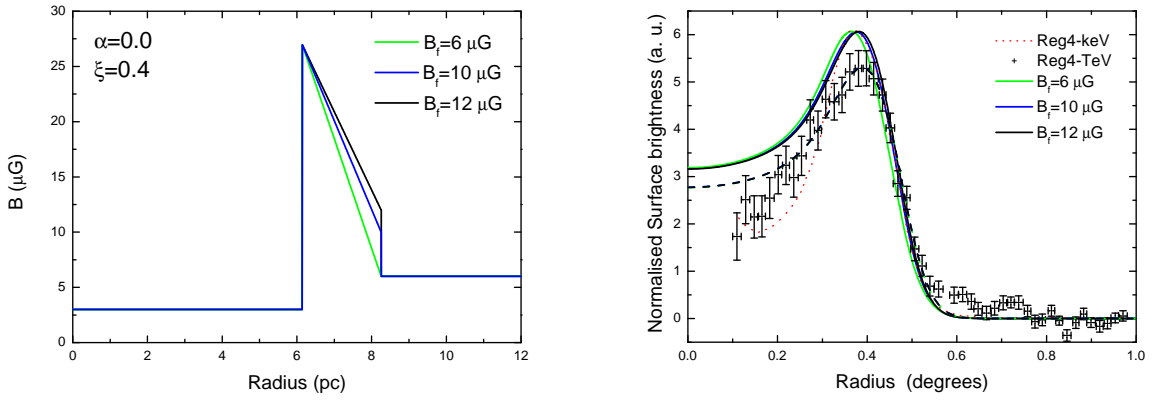 30
25
20
15
10
5
0
B (μG)
α=0.0
ξ=0.4
B_f=6 μG
B_f=10 μG
B_f=12 μG
0 2 4 6 8 10 12
Radius (pc)
6
5
4
3
2
1
0
Normalised Surface brightness (a. u.)
Reg4-keV
Reg4-TeV
B_f=6 μG
B_f=10 μG
B_f=12 μG
0.0 0.2 0.4 0.6 0.8 1.0
Radius (degrees)